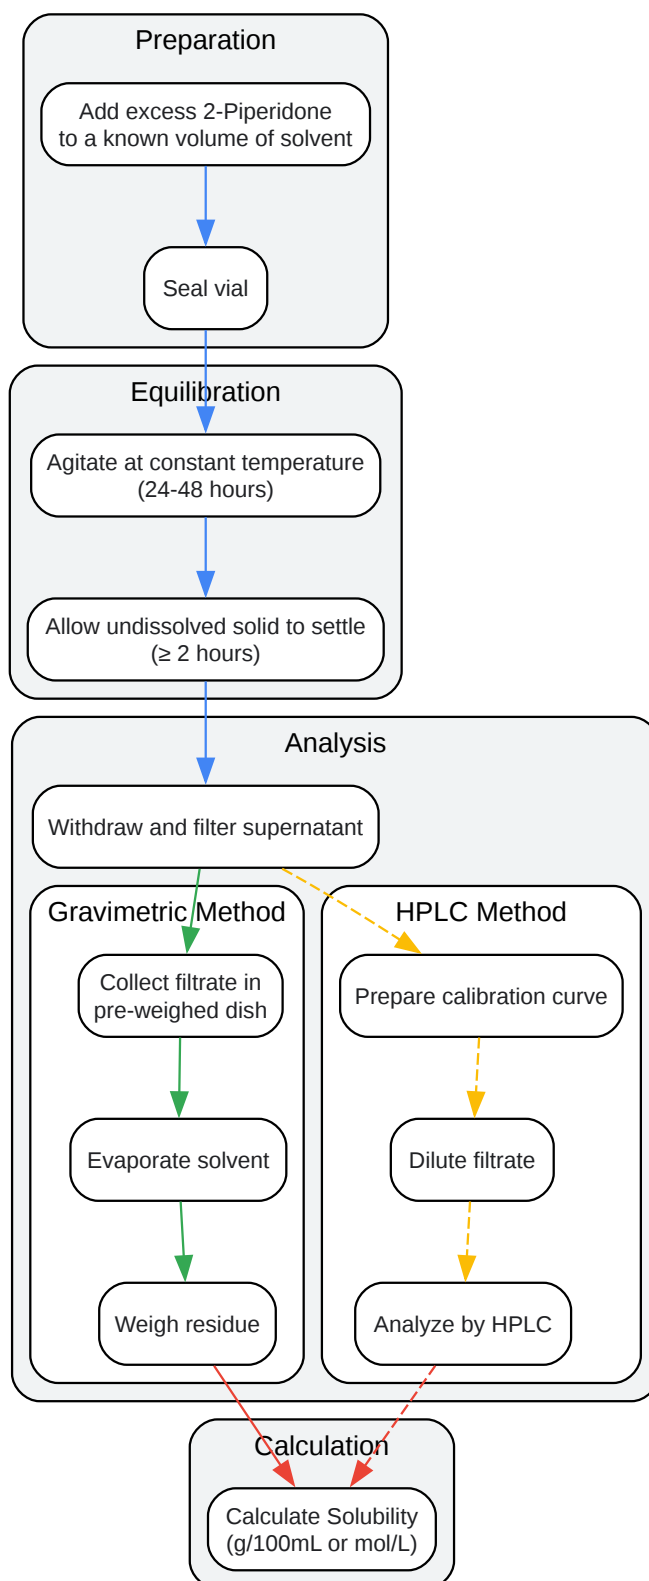 Preparation
Add excess 2-Piperidone
to a known volume of solvent
Seal vial
Equilibration
Agitate at constant temperature
(24-48 hours)
Allow undissolved solid to settle
(≥ 2 hours)
Analysis
Withdraw and filter supernatant
Gravimetric Method
Collect filtrate in
pre-weighed dish
Evaporate solvent
Weigh residue
HPLC Method
Prepare calibration curve
Dilute filtrate
Analyze by HPLC
Calculation
Calculate Solubility
(g/100mL or mol/L)